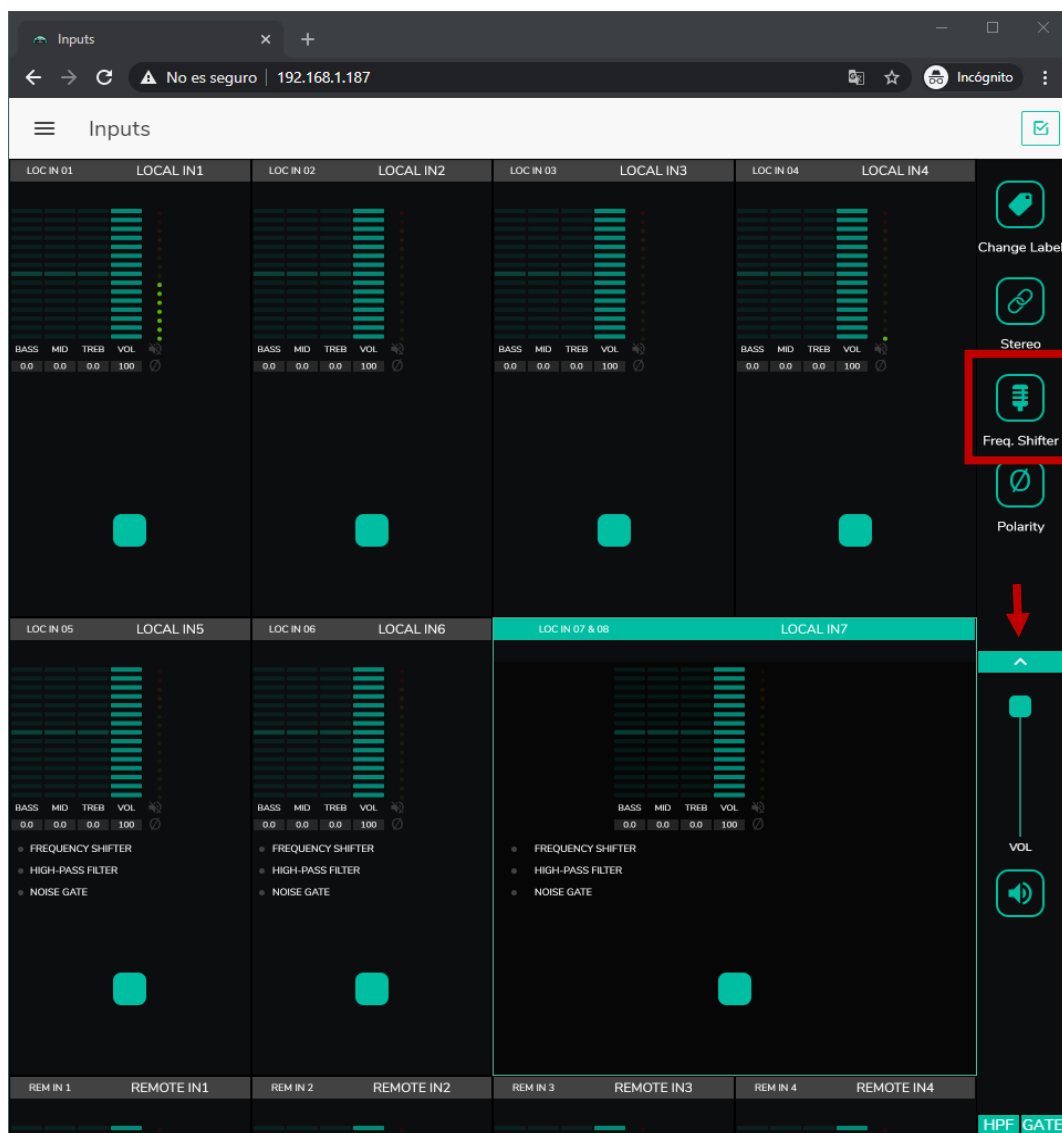 Inputs
No es seguro | 192.168.1.187
Incógnito
Inputs
LOC IN 01 LOCAL IN1 LOC IN 02 LOCAL IN2 LOC IN 03 LOCAL IN3 LOC IN 04 LOCAL IN4
Change Label
Stereo
BASS MID TREB VOL BASS MID TREB VOL BASS MID TREB VOL BASS MID TREB VOL
0.0 0.0 0.0 100 0.0 0.0 0.0 100 0.0 0.0 0.0 100 0.0 0.0 0.0 100
Freq. Shifter
Polarity
LOC IN 05 LOCAL IN5 LOC IN 06 LOCAL IN6 LOC IN 07 & 08 LOCAL IN7
BASS MID TREB VOL BASS MID TREB VOL BASS MID TREB VOL
0.0 0.0 0.0 100 0.0 0.0 0.0 100 0.0 0.0 0.0 100
FREQUENCY SHIFTER FREQUENCY SHIFTER FREQUENCY SHIFTER
VOL
HIGH-PASS FILTER HIGH-PASS FILTER HIGH-PASS FILTER
NOISE GATE NOISE GATE NOISE GATE
REM IN 1 REMOTE IN1 REM IN 2 REMOTE IN2 REM IN 3 REMOTE IN3 REM IN 4 REMOTE IN4
HPF GATE